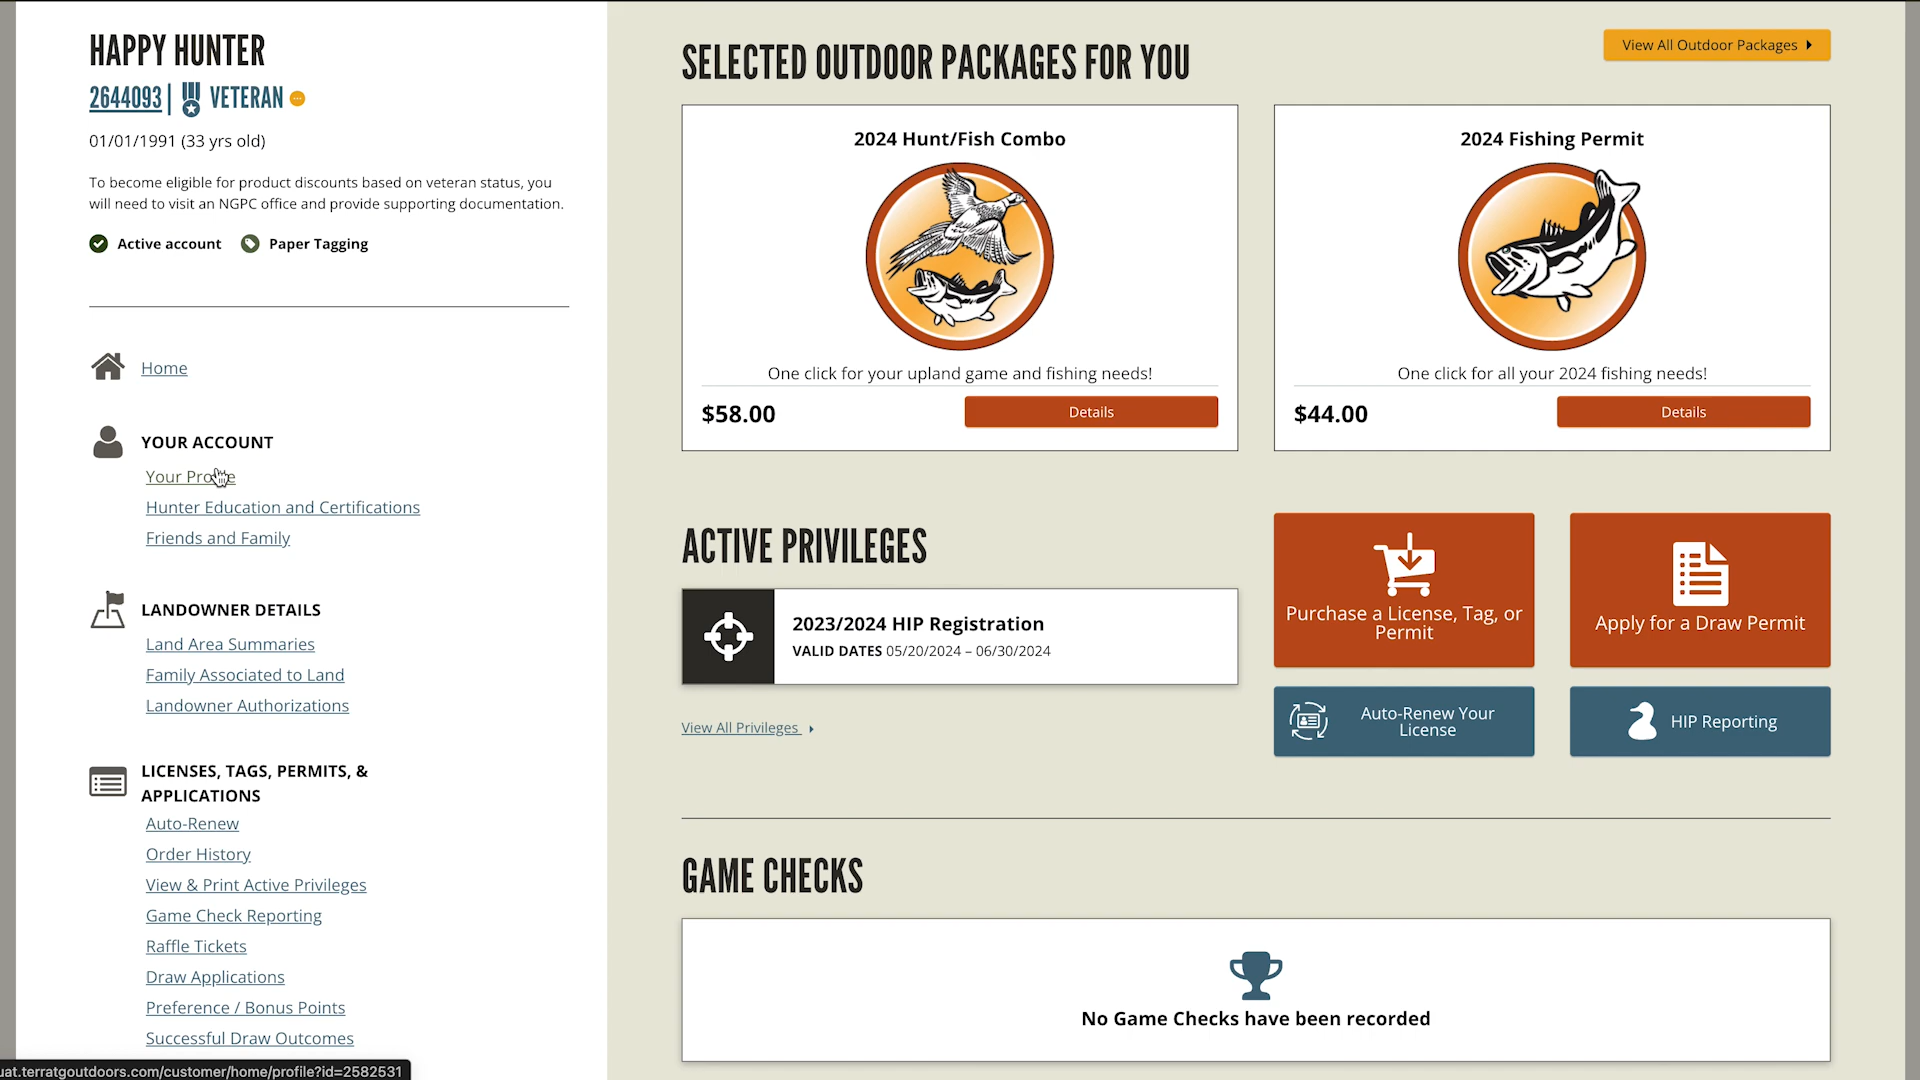 HAPPY HUNTER
2644093 | VETERAN
01/01/1991 (33 yrs old)
To become eligible for product discounts based on veteran status, you
will need to visit an NGPC office and provide supporting documentation.
Active account Paper Tagging
Home
YOUR ACCOUNT
Your Profile
Hunter Education and Certifications
Friends and Family
LANDOWNER DETAILS
Land Area Summaries
Family Associated to Land
Landowner Authorizations
LICENSES, TAGS, PERMITS, &
APPLICATIONS
Auto-Renew
Order History
View & Print Active Privileges
Game Check Reporting
Raffle Tickets
Draw Applications
Preference / Bonus Points
Successful Draw Outcomes
uat.terratgoutdoors.com/customer/home/profile?id=2582531
SELECTED OUTDOOR PACKAGES FOR YOU
View All Outdoor Packages
2024 Hunt/Fish Combo
One click for your upland game and fishing needs!
$58.00
Details
2024 Fishing Permit
One click for all your 2024 fishing needs!
$44.00
Details
ACTIVE PRIVILEGES
2023/2024 HIP Registration
VALID DATES 05/20/2024 – 06/30/2024
View All Privileges
Purchase a License, Tag, or
Permit
Apply for a Draw Permit
Auto-Renew Your
License
HIP Reporting
GAME CHECKS
No Game Checks have been recorded